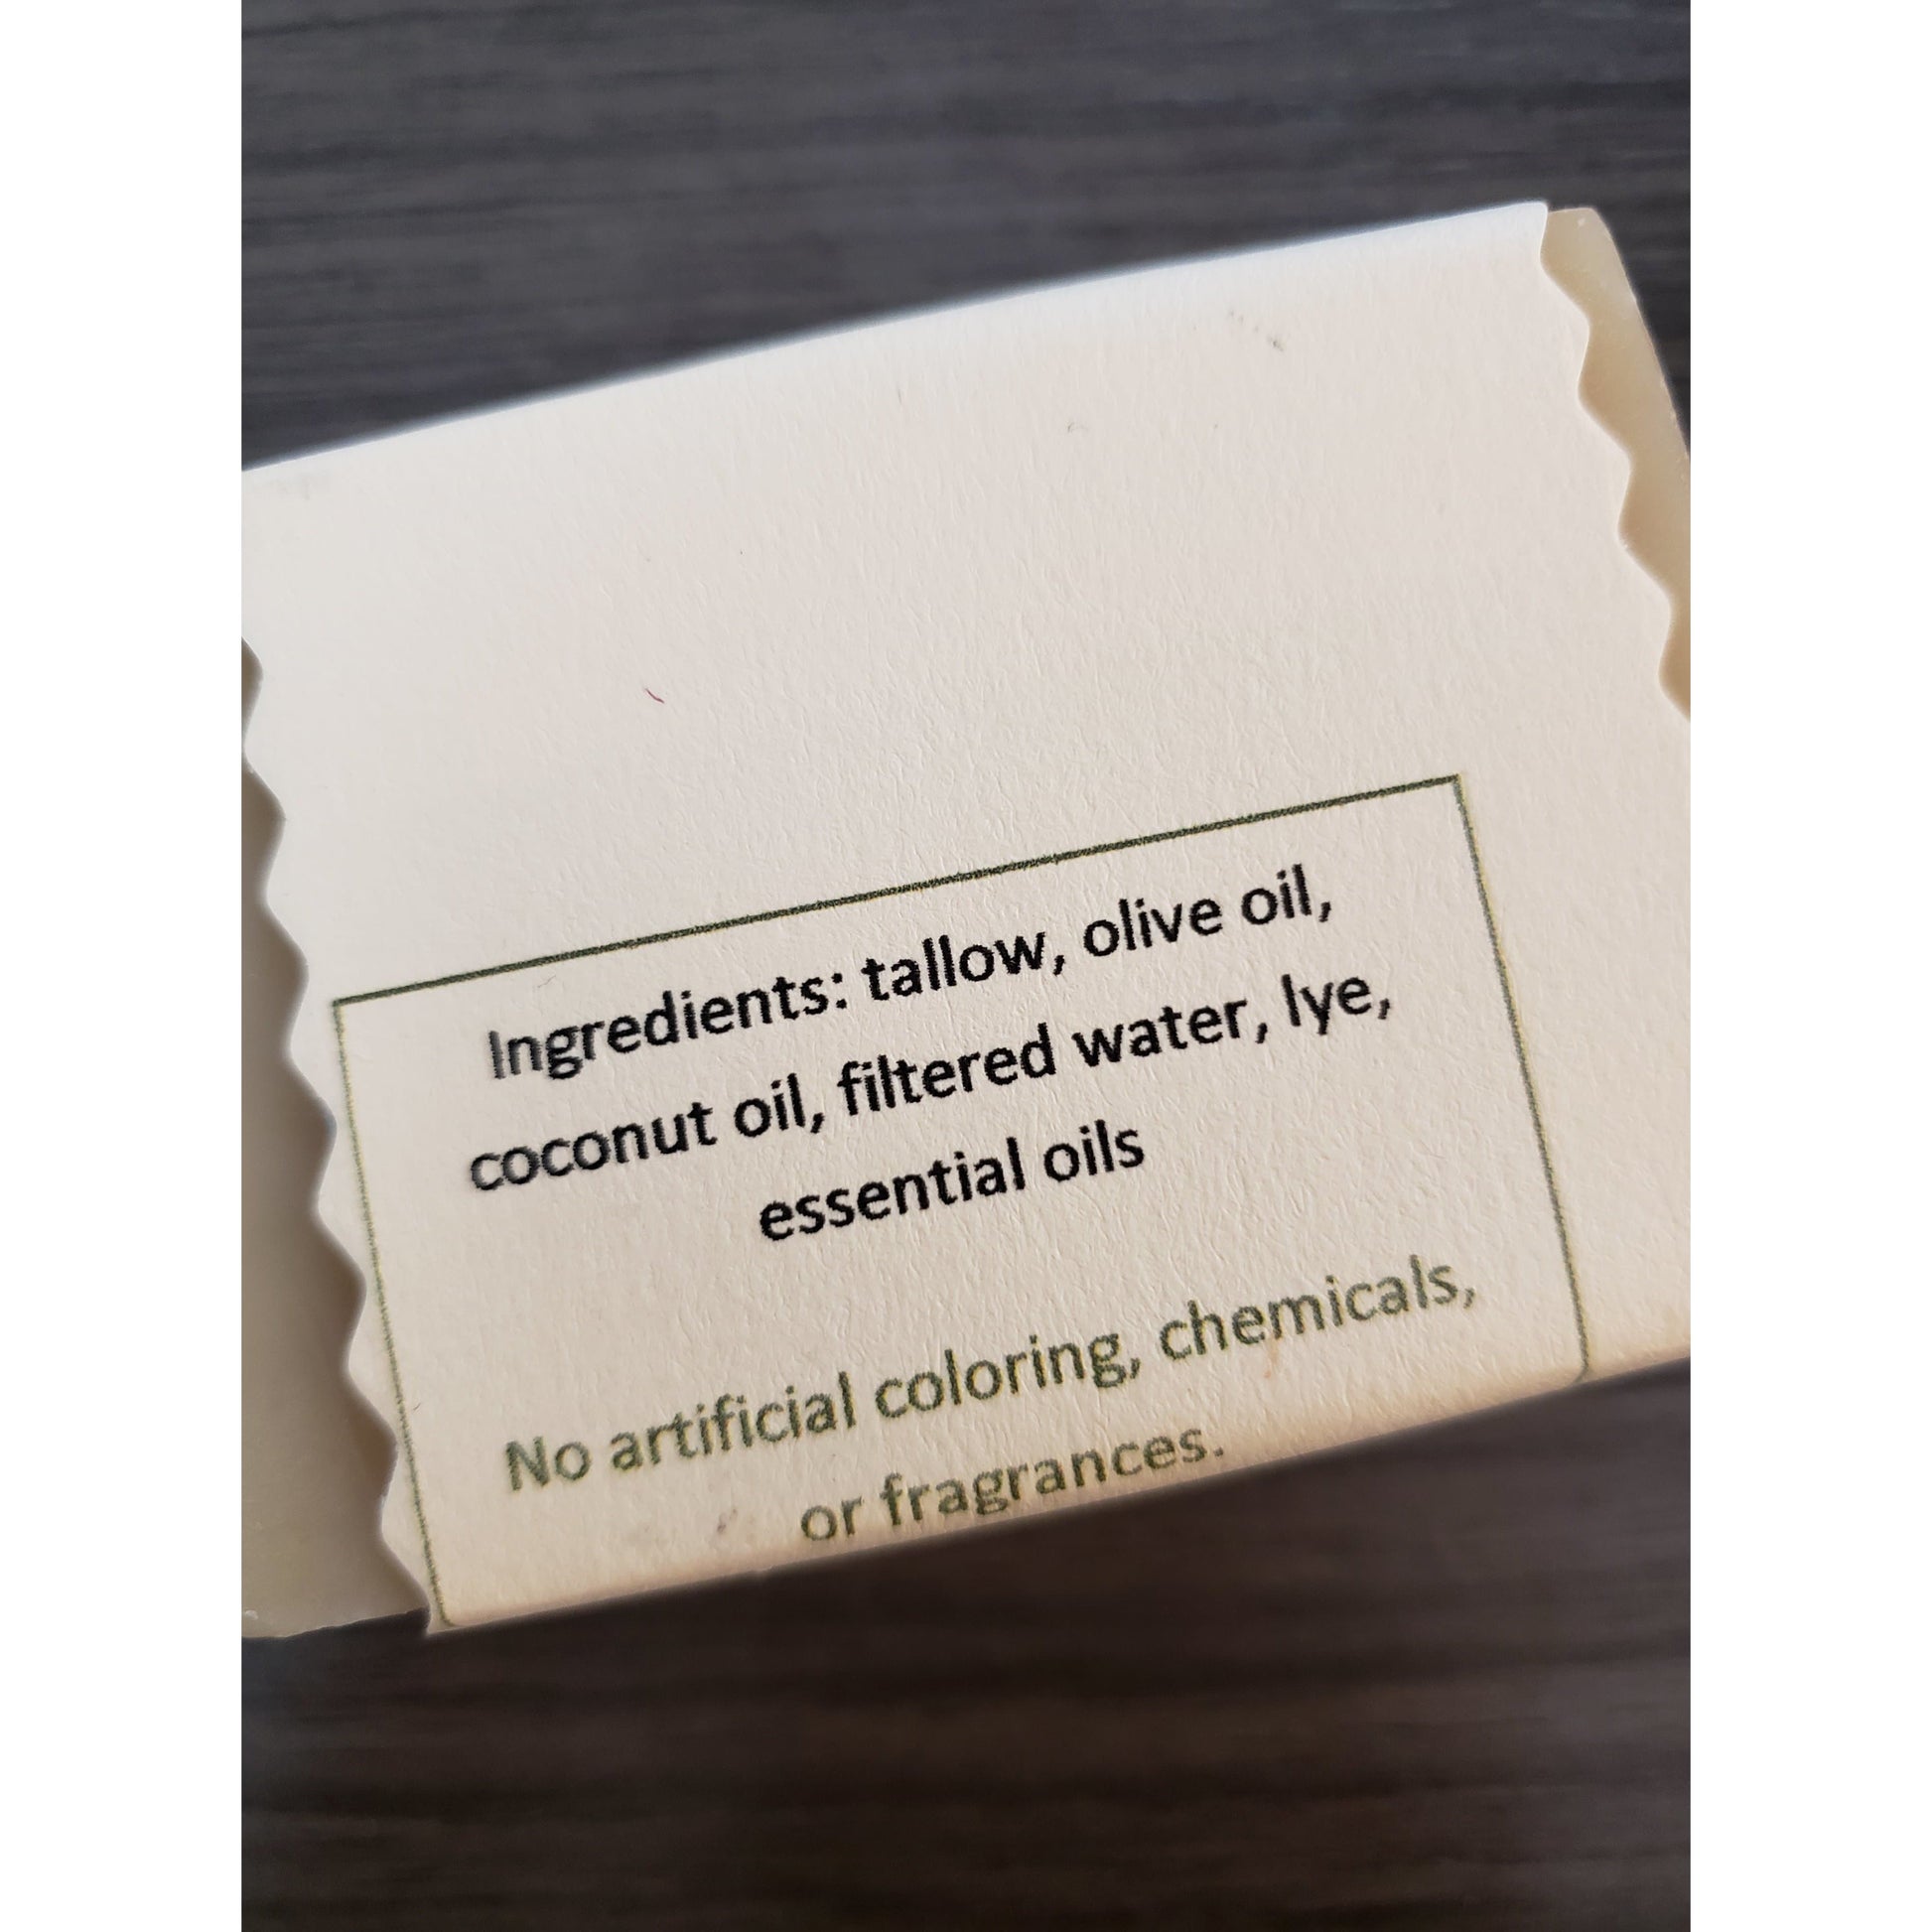 Ingredients: tallow, olive oil,
coconut oil, filtered water, lye,
essential oils
No artificial coloring, chemicals,
or fragrances.